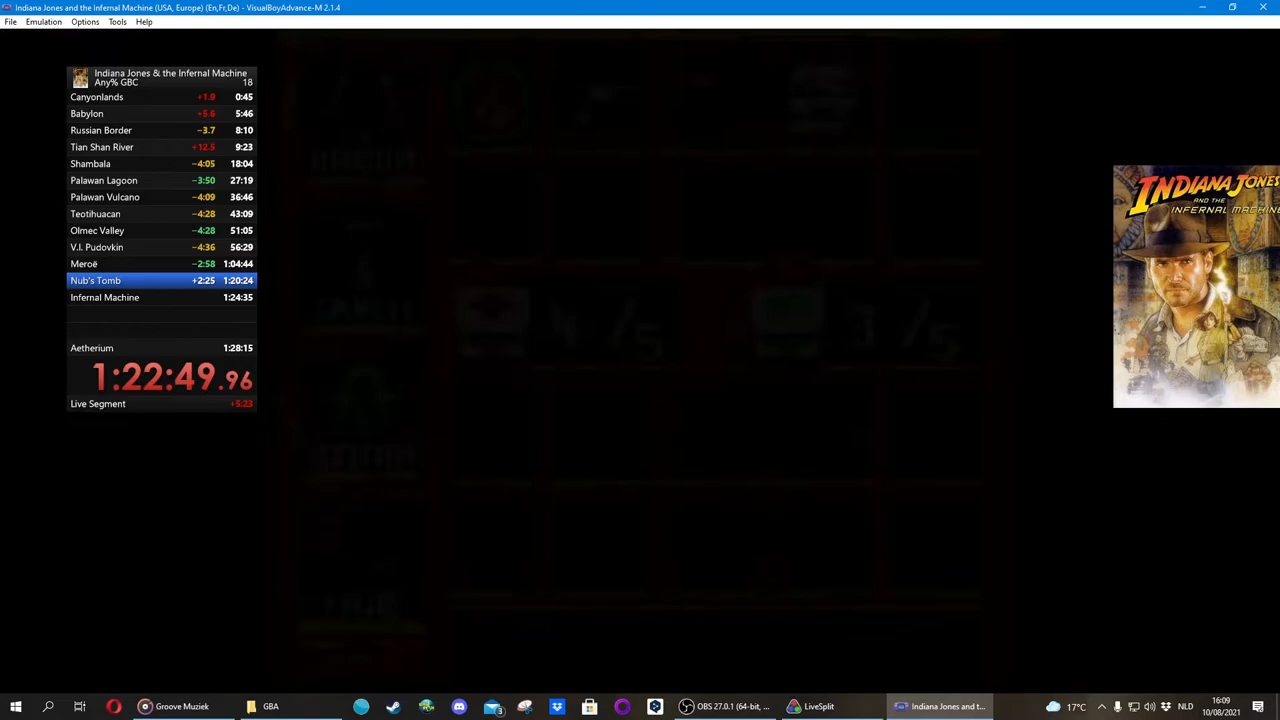 Indiana Jones and the Infernal Machine (USA, Europe) (En,Fr,De) - VisualBoyAdvance-M 2.1.4
File Emulation Options Tools Help
Indiana Jones & the Infernal Machine
Any% GBC 18
Canyonlands +1.9 0:45
Babylon +5.6 5:46
Russian Border −3.7 8:10
Tian Shan River +12.5 9:23
Shambala −4:05 18:04
Palawan Lagoon −3:50 27:19
Palawan Vulcano −4:09 36:46
Teotihuacan −4:28 43:09
Olmec Valley −4:28 51:05
V.I. Pudovkin −4:36 56:29
Meroë −2:58 1:04:44
Nub's Tomb +2:25 1:20:24
Infernal Machine 1:24:35
Aetherium 1:28:15
1:22:49.96
Live Segment +5:23
4 /5 3 /5
INDIANA JONES
AND THE
INFERNAL MACHINE
Groove Muziek
GBA
3
OBS 27.0.1 (64-bit, ...
LiveSplit
Indiana Jones and t...
17°C
NLD
16:09
10/08/2021